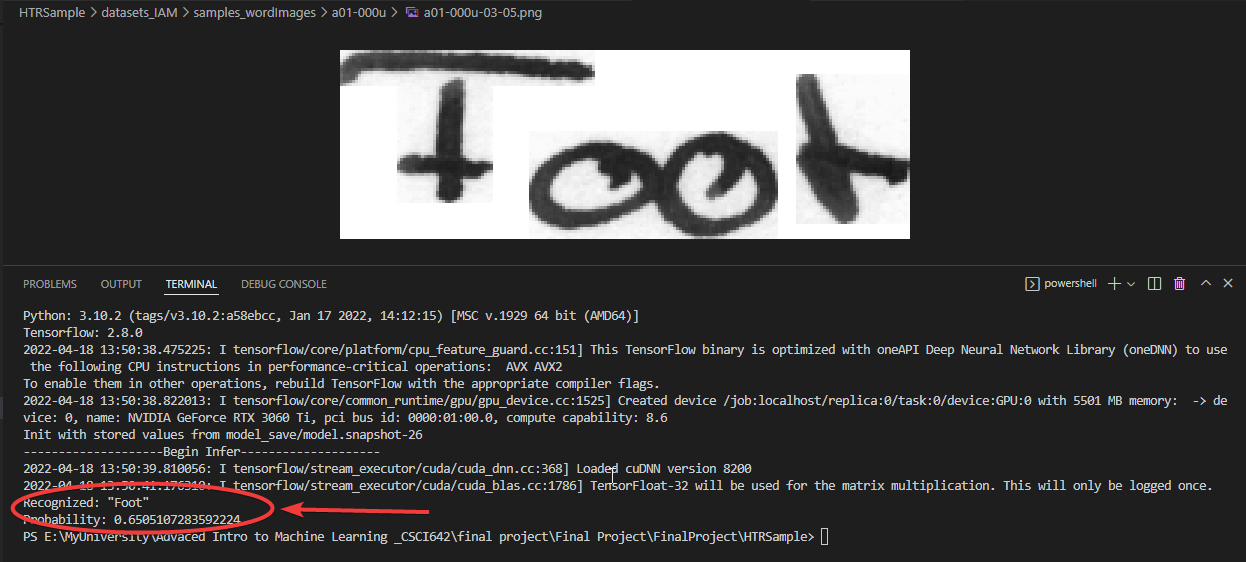 HTRSample > datasets_IAM > samples_wordImages > a01-000u > a01-000u-03-05.png
Foot
PROBLEMS OUTPUT TERMINAL DEBUG CONSOLE powershell
Python: 3.10.2 (tags/v3.10.2:a58ebcc, Jan 17 2022, 14:12:15) [MSC v.1929 64 bit (AMD64)]
Tensorflow: 2.8.0
2022-04-18 13:50:38.475225: I tensorflow/core/platform/cpu_feature_guard.cc:151] This TensorFlow binary is optimized with oneAPI Deep Neural Network Library (oneDNN) to use
the following CPU instructions in performance-critical operations:  AVX AVX2
To enable them in other operations, rebuild TensorFlow with the appropriate compiler flags.
2022-04-18 13:50:38.822013: I tensorflow/core/common_runtime/gpu/gpu_device.cc:1525] Created device /job:localhost/replica:0/task:0/device:GPU:0 with 5501 MB memory:  -> de
vice: 0, name: NVIDIA GeForce RTX 3060 Ti, pci bus id: 0000:01:00.0, compute capability: 8.6
Init with stored values from model_save/model.snapshot-26
-------------------Begin Infer--------------------
2022-04-18 13:50:39.810056: I tensorflow/stream_executor/cuda/cuda_dnn.cc:368] Loaded cuDNN version 8200
2022-04-18 13:50:41.176310: I tensorflow/stream_executor/cuda/cuda_blas.cc:1786] TensorFloat-32 will be used for the matrix multiplication. This will only be logged once.
Recognized: "Foot"
Probability: 0.6505107283592224
PS E:\MyUniversity\Advaced Intro to Machine Learning _CSCI642\final project\Final Project\FinalProject\HTRSample>